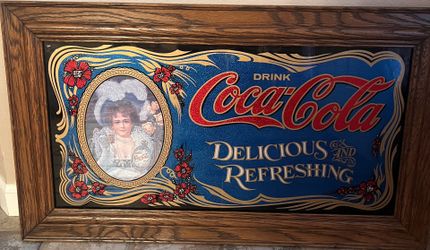 DRINK
Coca-Cola
DELICIOUS AND
REFRESHING